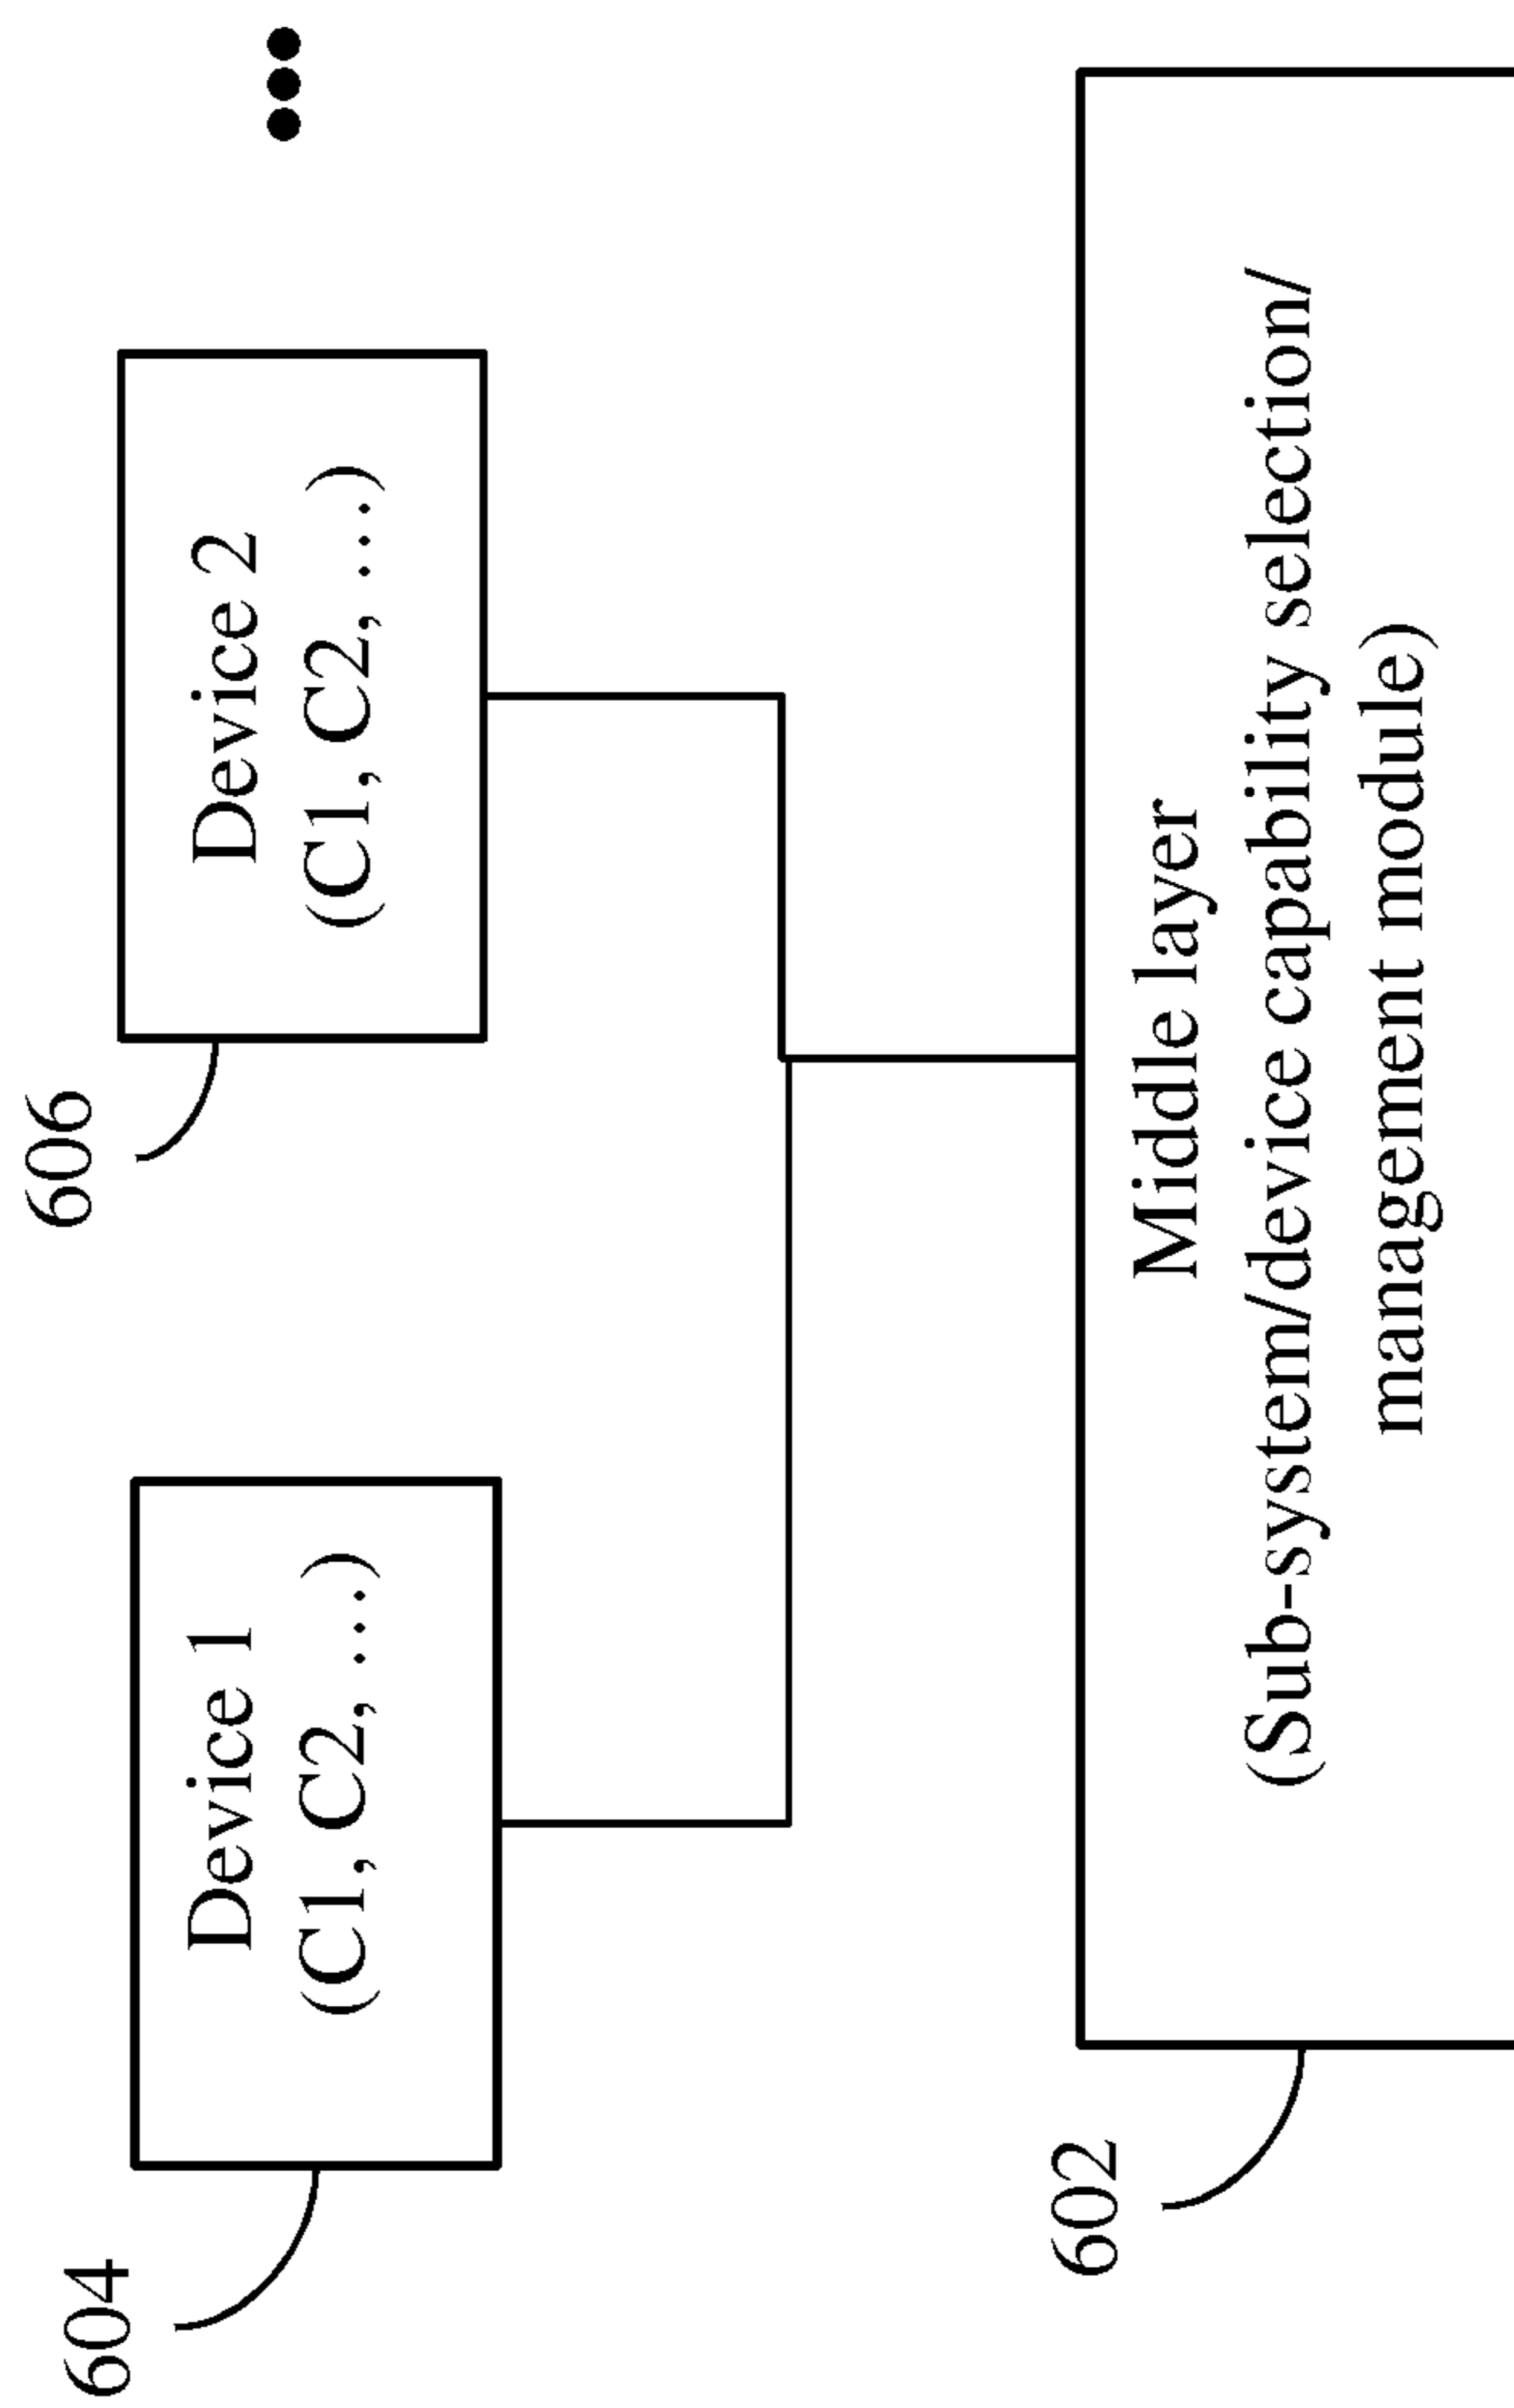 604
Device 1
(C1, C2, ...)
606
Device 2
(C1, C2, ...)
602
Middle layer
(Sub-system/device capability selection/
management module)